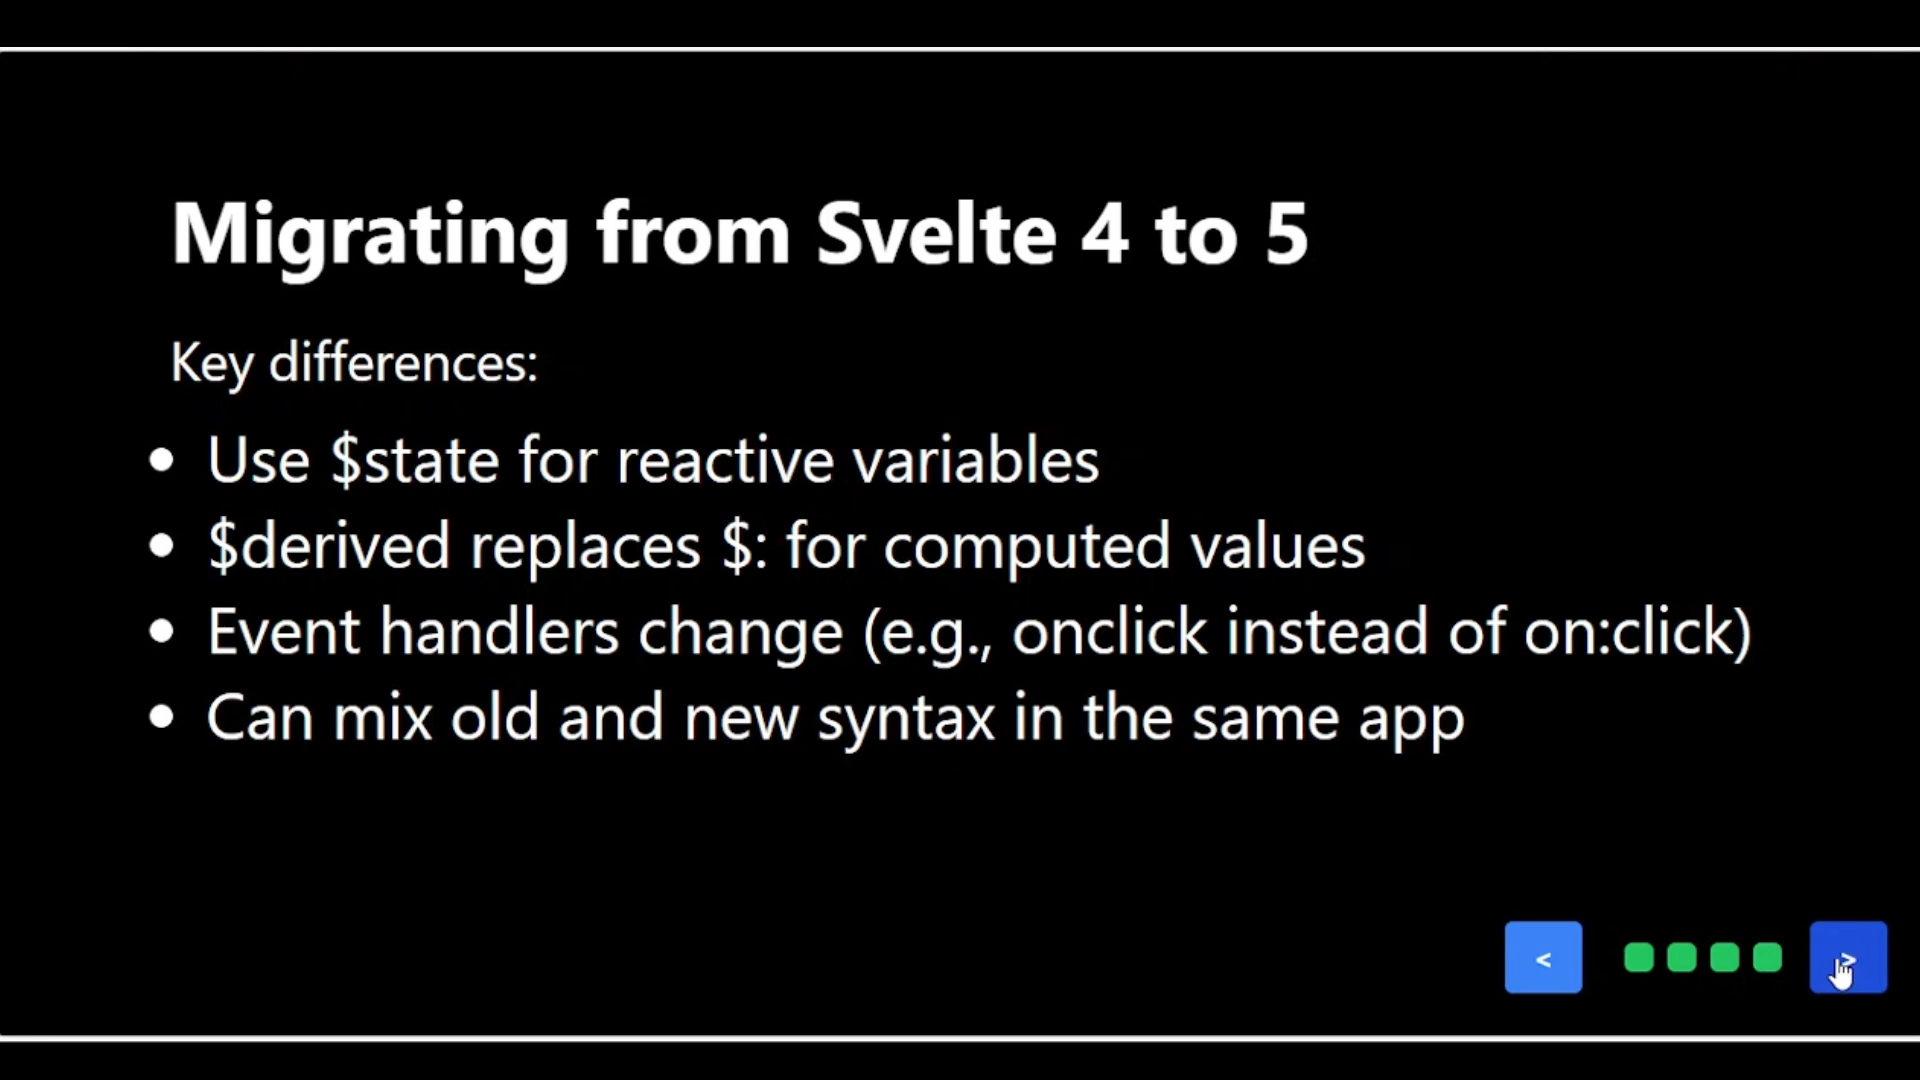 Migrating from Svelte 4 to 5
Key differences:
• Use $state for reactive variables
• $derived replaces $: for computed values
• Event handlers change (e.g., onclick instead of on:click)
• Can mix old and new syntax in the same app
< >